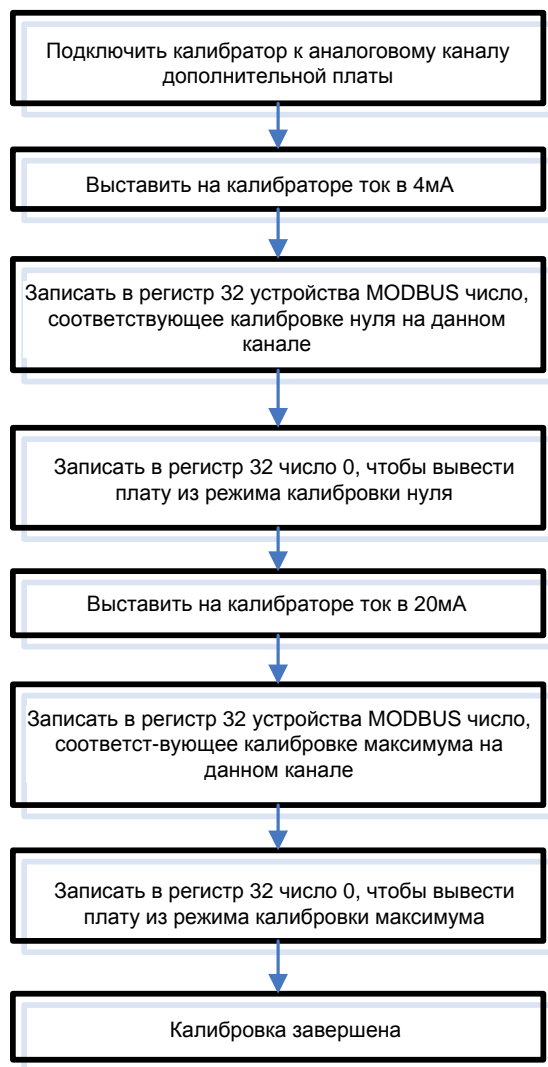 Подключить калибратор к аналоговому каналу
дополнительной платы
Выставить на калибраторе ток в 4мА
Записать в регистр 32 устройства MODBUS число,
соответствующее калибровке нуля на данном
канале
Записать в регистр 32 число 0, чтобы вывести
плату из режима калибровки нуля
Выставить на калибраторе ток в 20мА
Записать в регистр 32 устройства MODBUS число,
соответст-вующее калибровке максимума на
данном канале
Записать в регистр 32 число 0, чтобы вывести
плату из режима калибровки максимума
Калибровка завершена